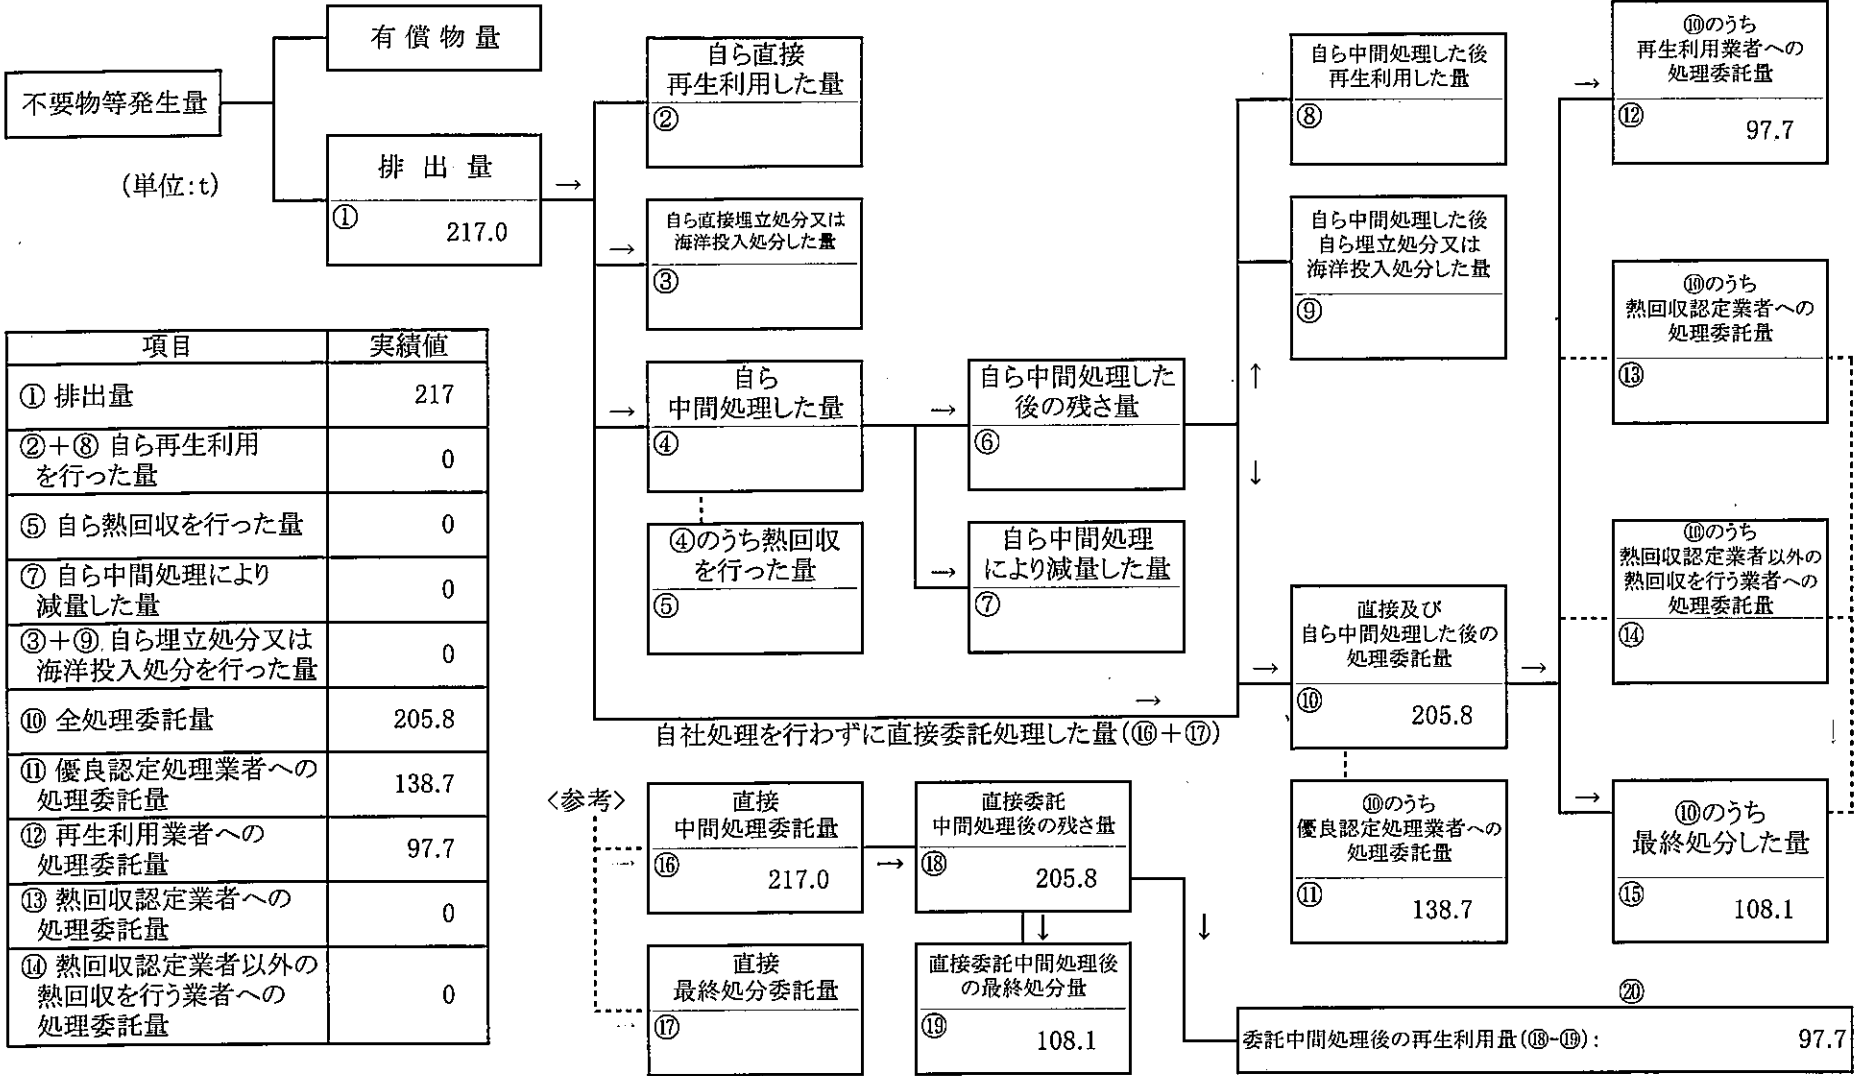 有償物量
不要物等発生量
(単位:t)
排出量
① 217.0
自ら直接
再生利用した量
②
自ら直接埋立処分又は
海洋投入処分した量
③
自ら
中間処理した量
④
④のうち熱回収
を行った量
⑤
自ら中間処理した
後の残さ量
⑥
自ら中間処理
により減量した量
⑦
自ら中間処理した後
再生利用した量
⑧
自ら中間処理した後
自ら埋立処分又は
海洋投入処分した量
⑨
直接及び
自ら中間処理した後の
処理委託量
⑩ 205.8
⑩のうち
優良認定処理業者への
処理委託量
⑪ 138.7
⑩のうち
再生利用業者への
処理委託量
⑫ 97.7
⑩のうち
熱回収認定業者への
処理委託量
⑬
⑩のうち
熱回収認定業者以外の
熱回収を行う業者への
処理委託量
⑭
⑩のうち
最終処分した量
⑮ 108.1
自社処理を行わずに直接委託処理した量(⑯+⑰)
<参考>
直接
中間処理委託量
⑯ 217.0
直接
最終処分委託量
⑰
直接委託
中間処理後の残さ量
⑱ 205.8
直接委託中間処理後
の最終処分量
⑲ 108.1
⑳
委託中間処理後の再生利用量(⑱-⑲): 97.7
項目 実績値
① 排出量 217
②+⑧ 自ら再生利用
を行った量 0
⑤ 自ら熱回収を行った量 0
⑦ 自ら中間処理により
減量した量 0
③+⑨ 自ら埋立処分又は
海洋投入処分を行った量 0
⑩ 全処理委託量 205.8
⑪ 優良認定処理業者への
処理委託量 138.7
⑫ 再生利用業者への
処理委託量 97.7
⑬ 熱回収認定業者への
処理委託量 0
⑭ 熱回収認定業者以外の
熱回収を行う業者への
処理委託量 0